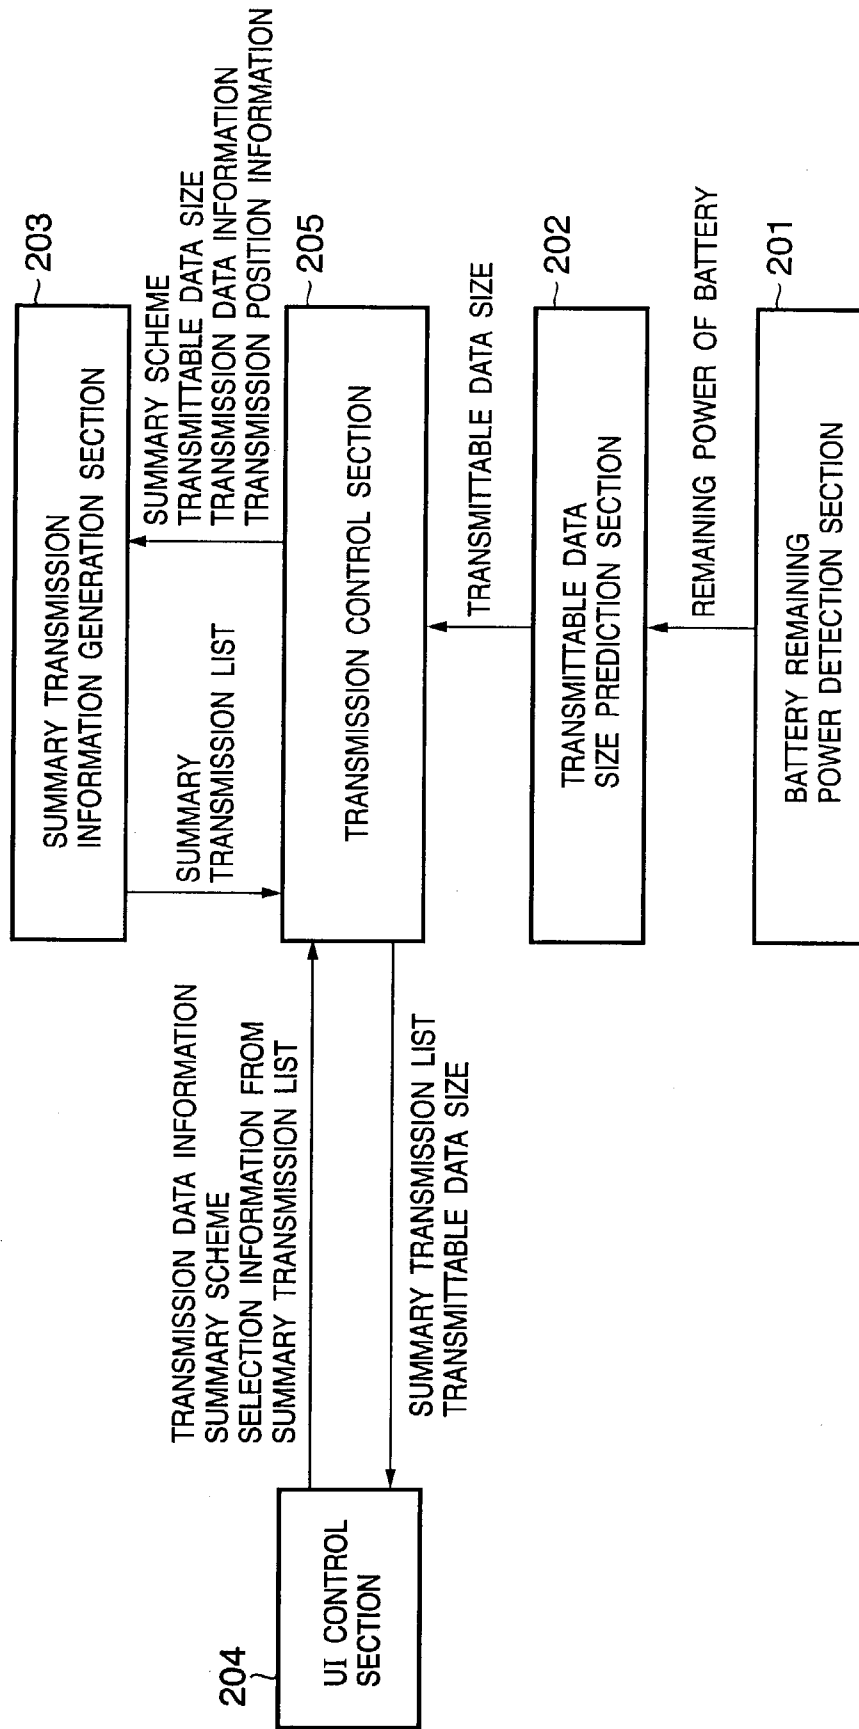 SUMMARY TRANSMISSION
INFORMATION GENERATION SECTION
203
SUMMARY
TRANSMISSION LIST
SUMMARY SCHEME
TRANSMITTABLE DATA SIZE
TRANSMISSION DATA INFORMATION
TRANSMISSION POSITION INFORMATION
TRANSMISSION DATA INFORMATION
SUMMARY SCHEME
SELECTION INFORMATION FROM
SUMMARY TRANSMISSION LIST
204
UI CONTROL
SECTION
TRANSMISSION CONTROL SECTION
205
SUMMARY TRANSMISSION LIST
TRANSMITTABLE DATA SIZE
TRANSMITTABLE DATA SIZE
TRANSMITTABLE DATA
SIZE PREDICTION SECTION
202
REMAINING POWER OF BATTERY
BATTERY REMAINING
POWER DETECTION SECTION
201